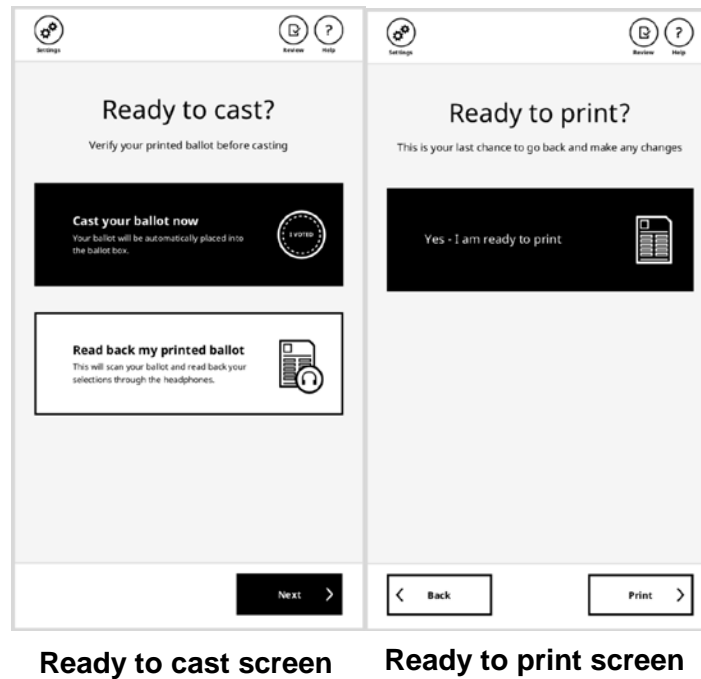 Settings
Review
Help
Ready to cast?
Verify your printed ballot before casting
Cast your ballot now
Your ballot will be automatically placed into
the ballot box.
I VOTED
Read back my printed ballot
This will scan your ballot and read back your
selections through the headphones.
Next
Ready to cast screen
Settings
Review
Help
Ready to print?
This is your last chance to go back and make any changes
Yes - I am ready to print
Back
Print
Ready to print screen